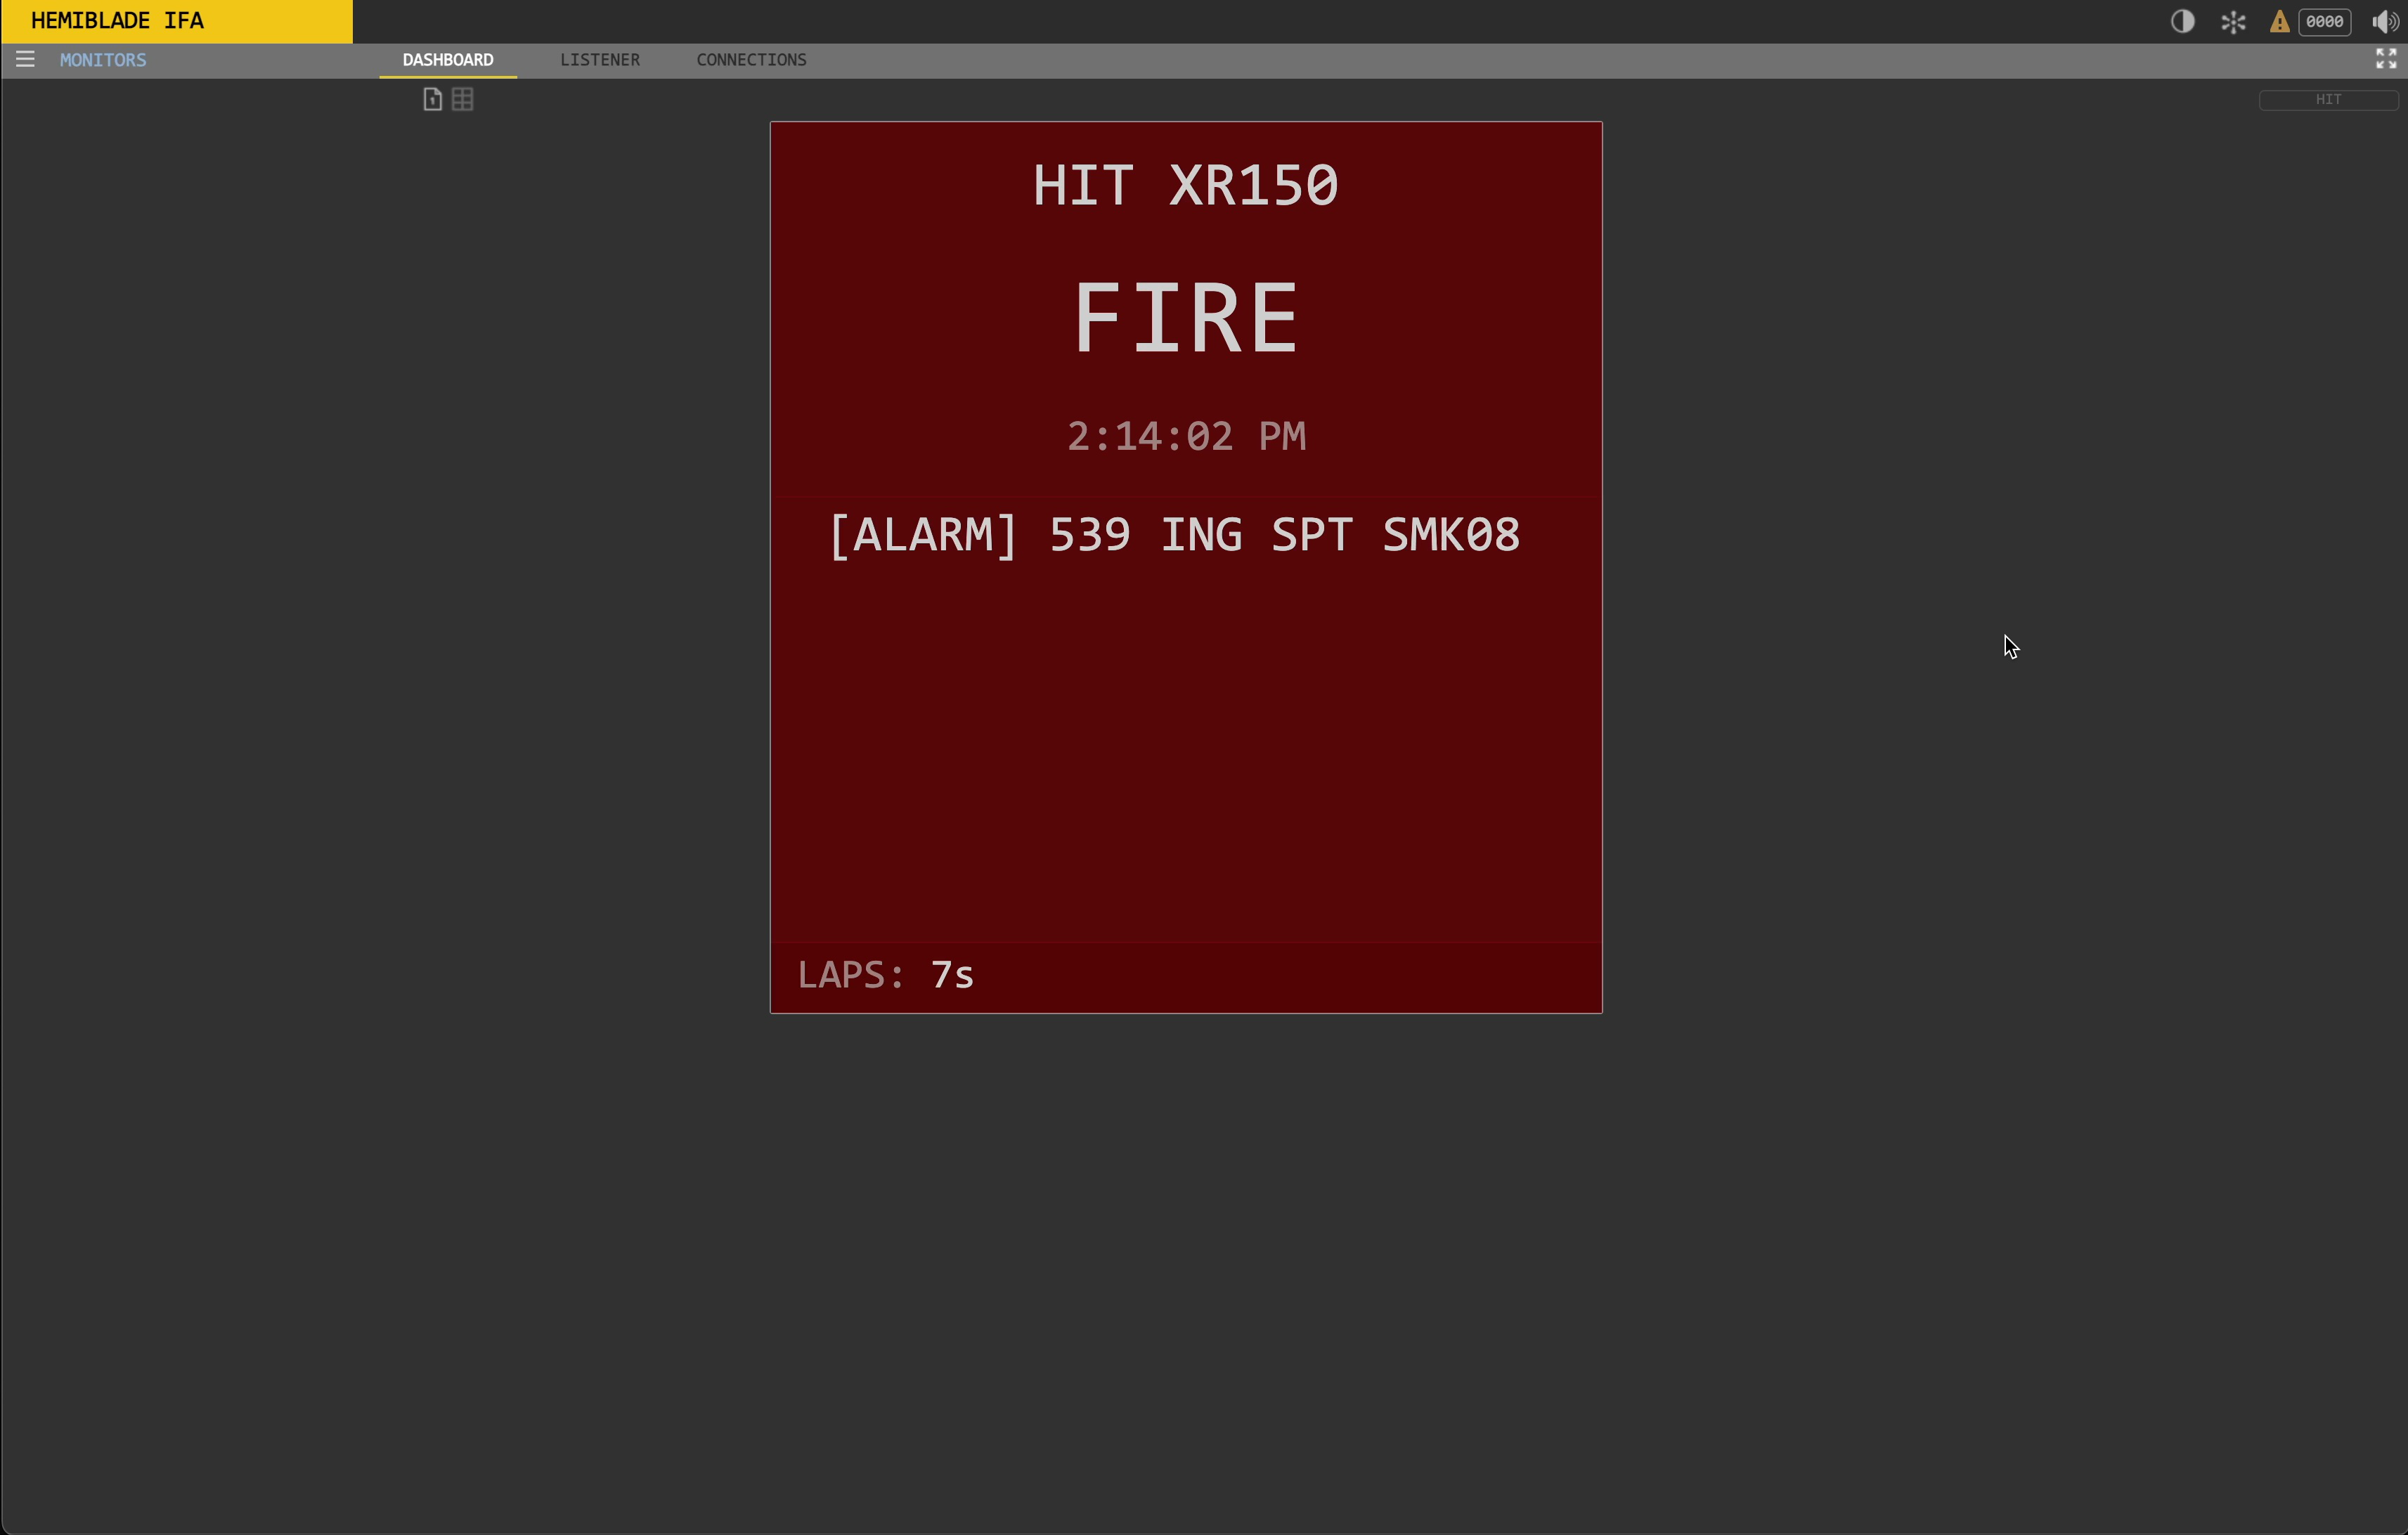 HEMIBLADE IFA
0000
MONITORS
DASHBOARD
LISTENER
CONNECTIONS
1
HIT
HIT XR150
FIRE
2:14:02 PM
[ALARM] 539 ING SPT SMK08
LAPS: 7s